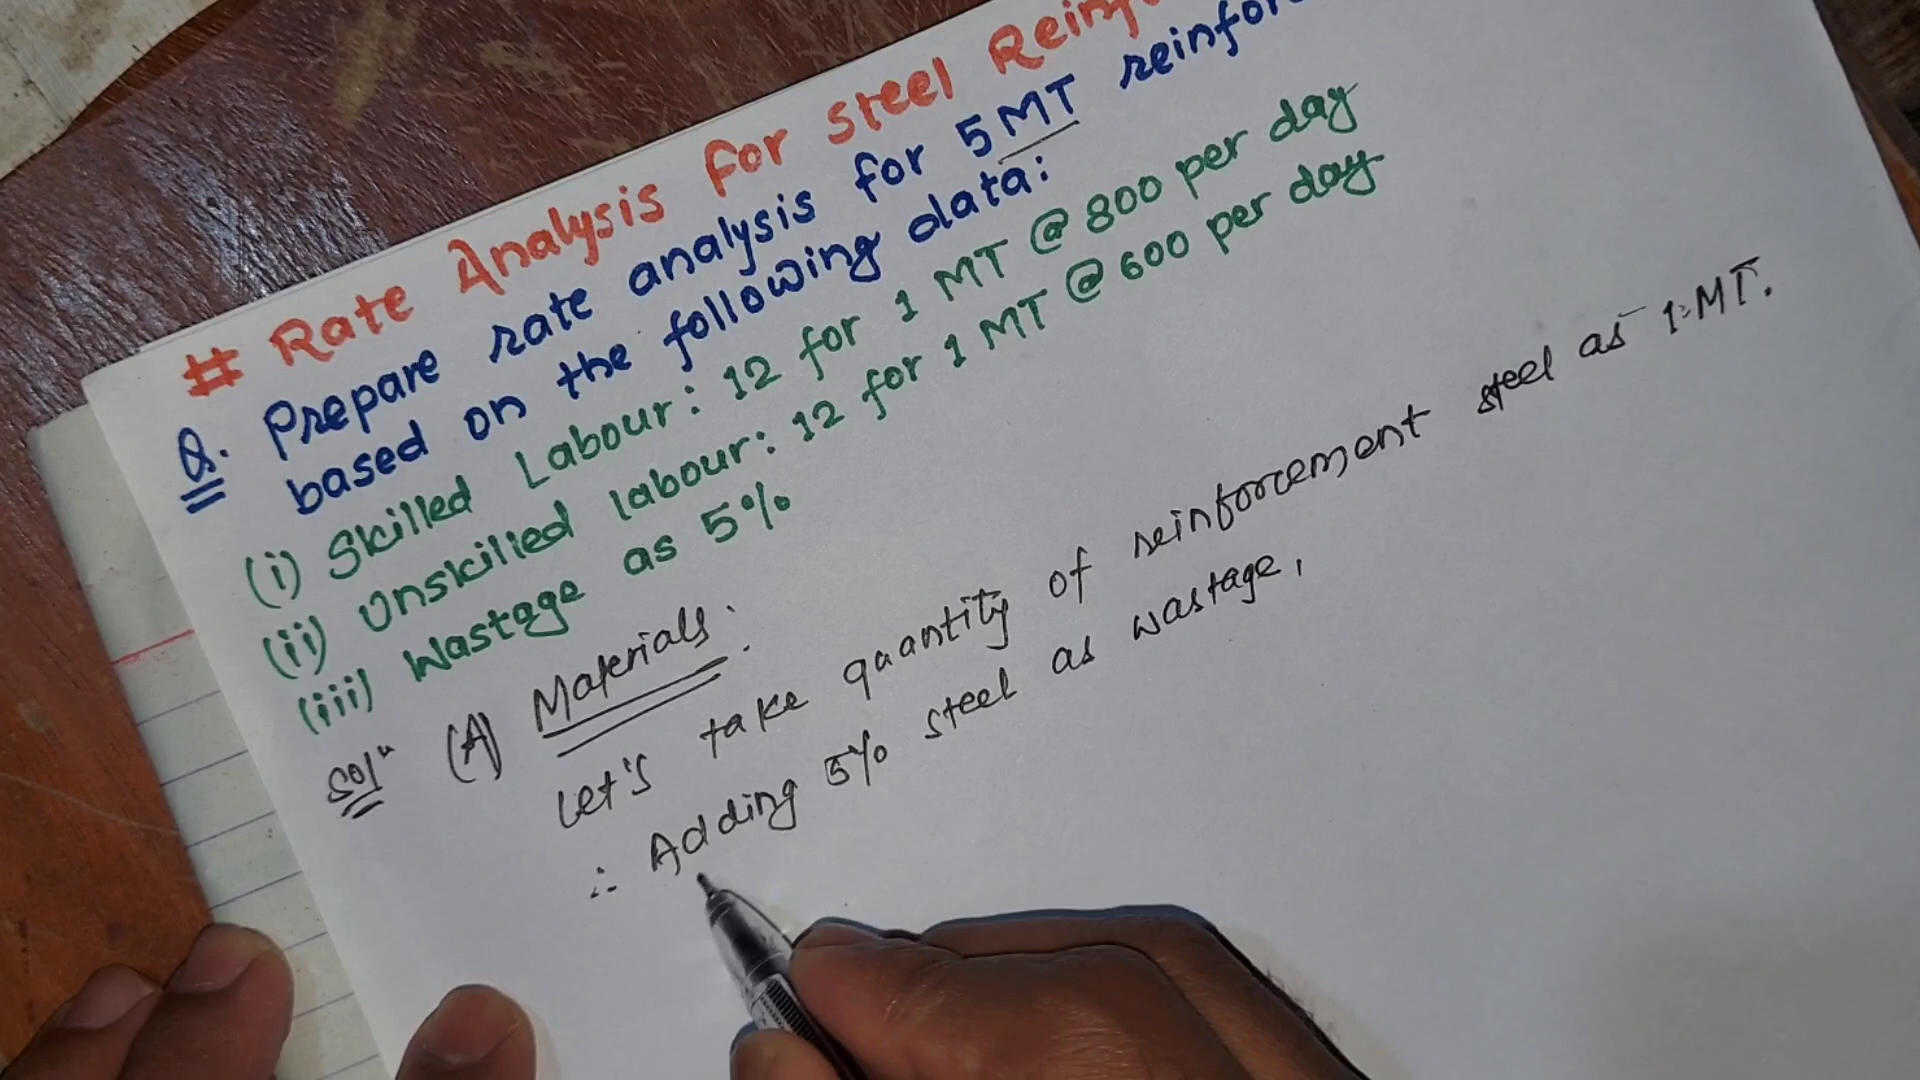 # Rate Analysis for steel
Q. Prepare rate analysis for 5 MT
based on the following data:
(i) Skilled Labour: 12 for 1 MT @ 800 per day
(ii) Unskilled labour: 12 for 1 MT @ 600 per day
(iii) Wastage as 5%
Solⁿ (A) Materials:
Let's take quantity of reinforcement steel as 1 MT.
∴ Adding 5% steel as wastage,